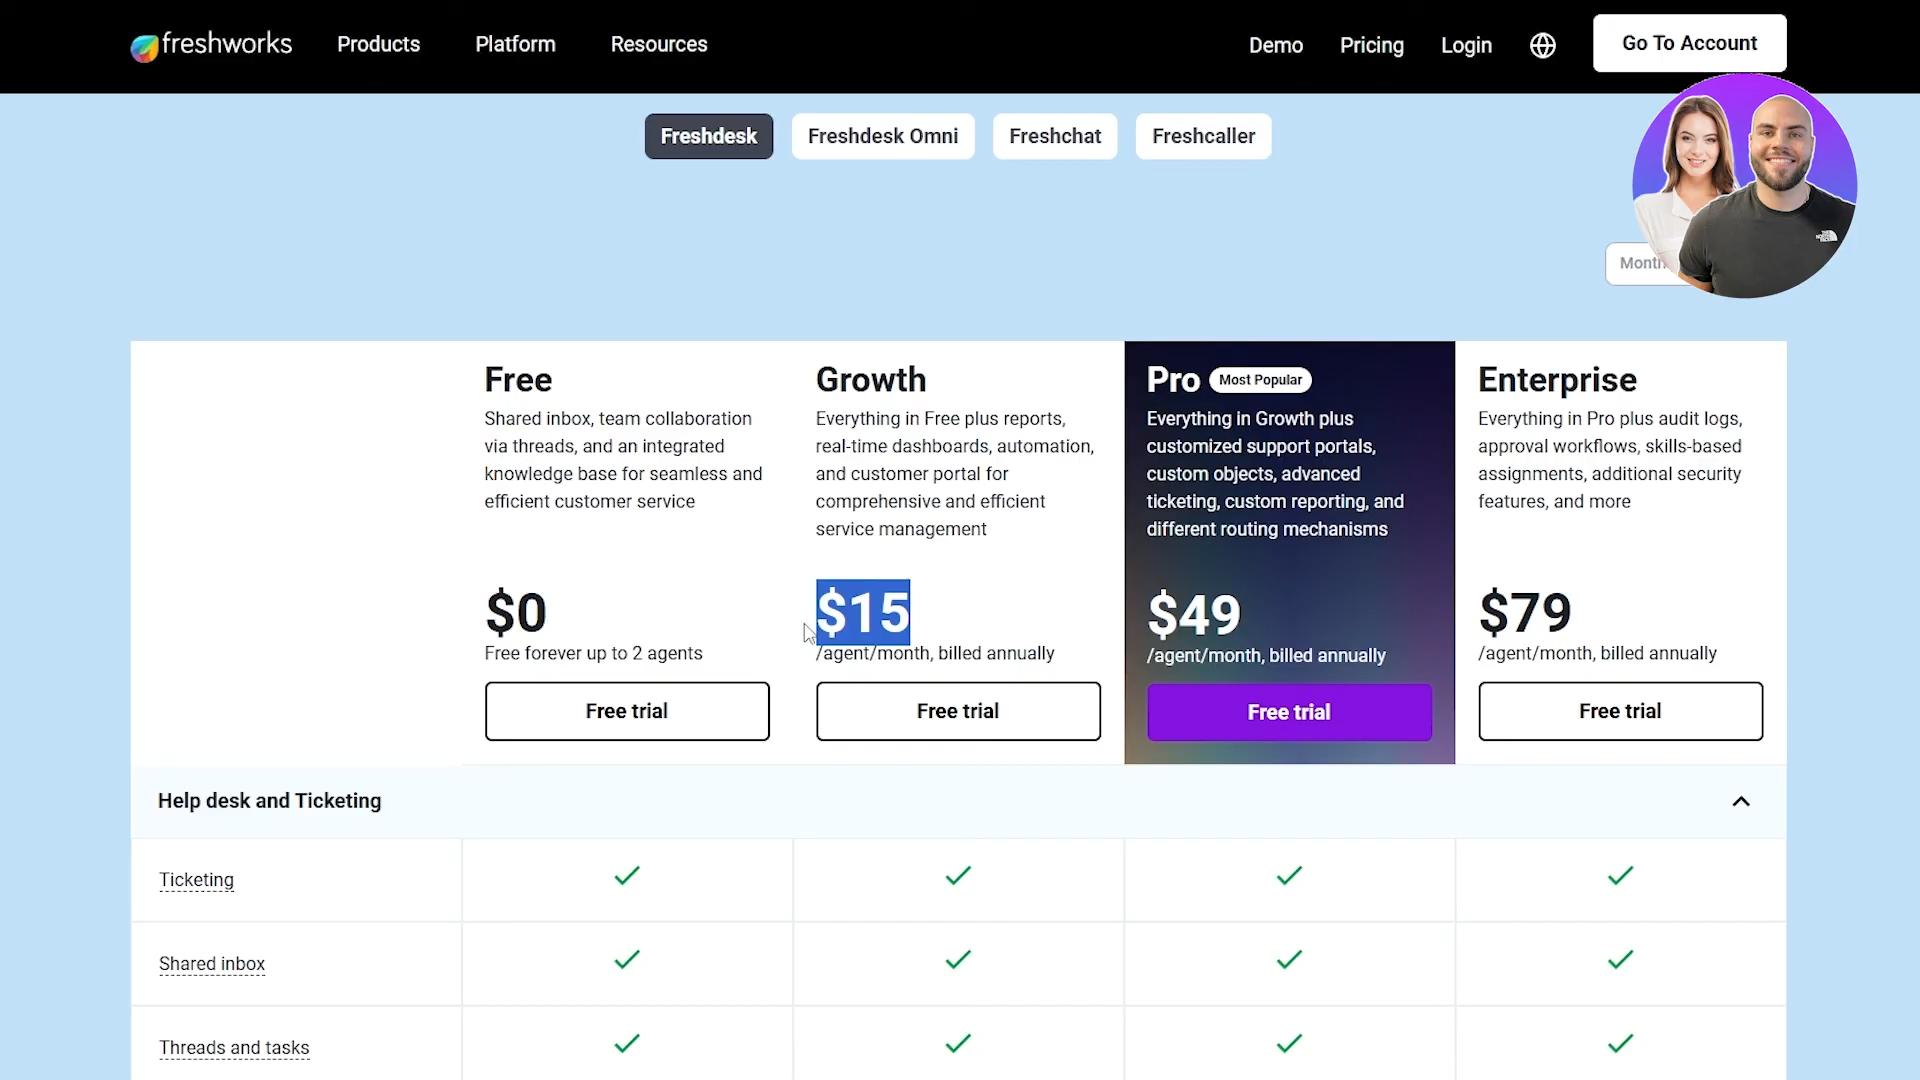 freshworks
Products
Platform
Resources
Demo
Pricing
Login
Go To Account
Freshdesk
Freshdesk Omni
Freshchat
Freshcaller
Free
Shared inbox, team collaboration
via threads, and an integrated
knowledge base for seamless and
efficient customer service
$0
Free forever up to 2 agents
Free trial
Growth
Everything in Free plus reports,
real-time dashboards, automation,
and customer portal for
comprehensive and efficient
service management
$15
/agent/month, billed annually
Free trial
Pro
Most Popular
Everything in Growth plus
customized support portals,
custom objects, advanced
ticketing, custom reporting, and
different routing mechanisms
$49
/agent/month, billed annually
Free trial
Enterprise
Everything in Pro plus audit logs,
approval workflows, skills-based
assignments, additional security
features, and more
$79
/agent/month, billed annually
Free trial
Help desk and Ticketing
Ticketing
Shared inbox
Threads and tasks